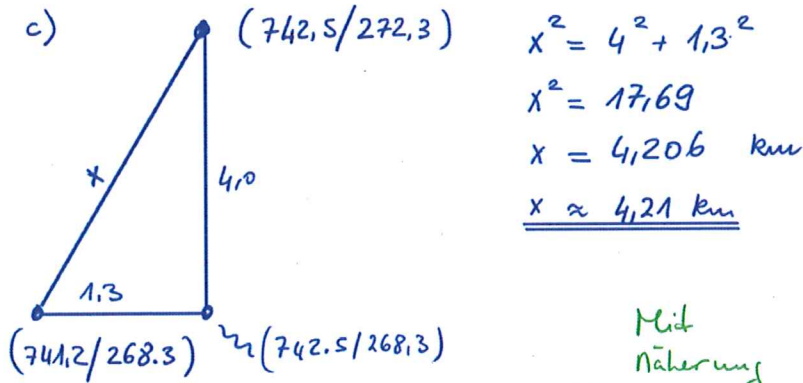 c)
(742,5/272,3)
x
4,0
1,3
(741,2/268.3)
(742.5/268,3)
x² = 4² + 1,3²
x² = 17,69
x = 4,206 km
x ≈ 4,21 km
Mit
Näherung